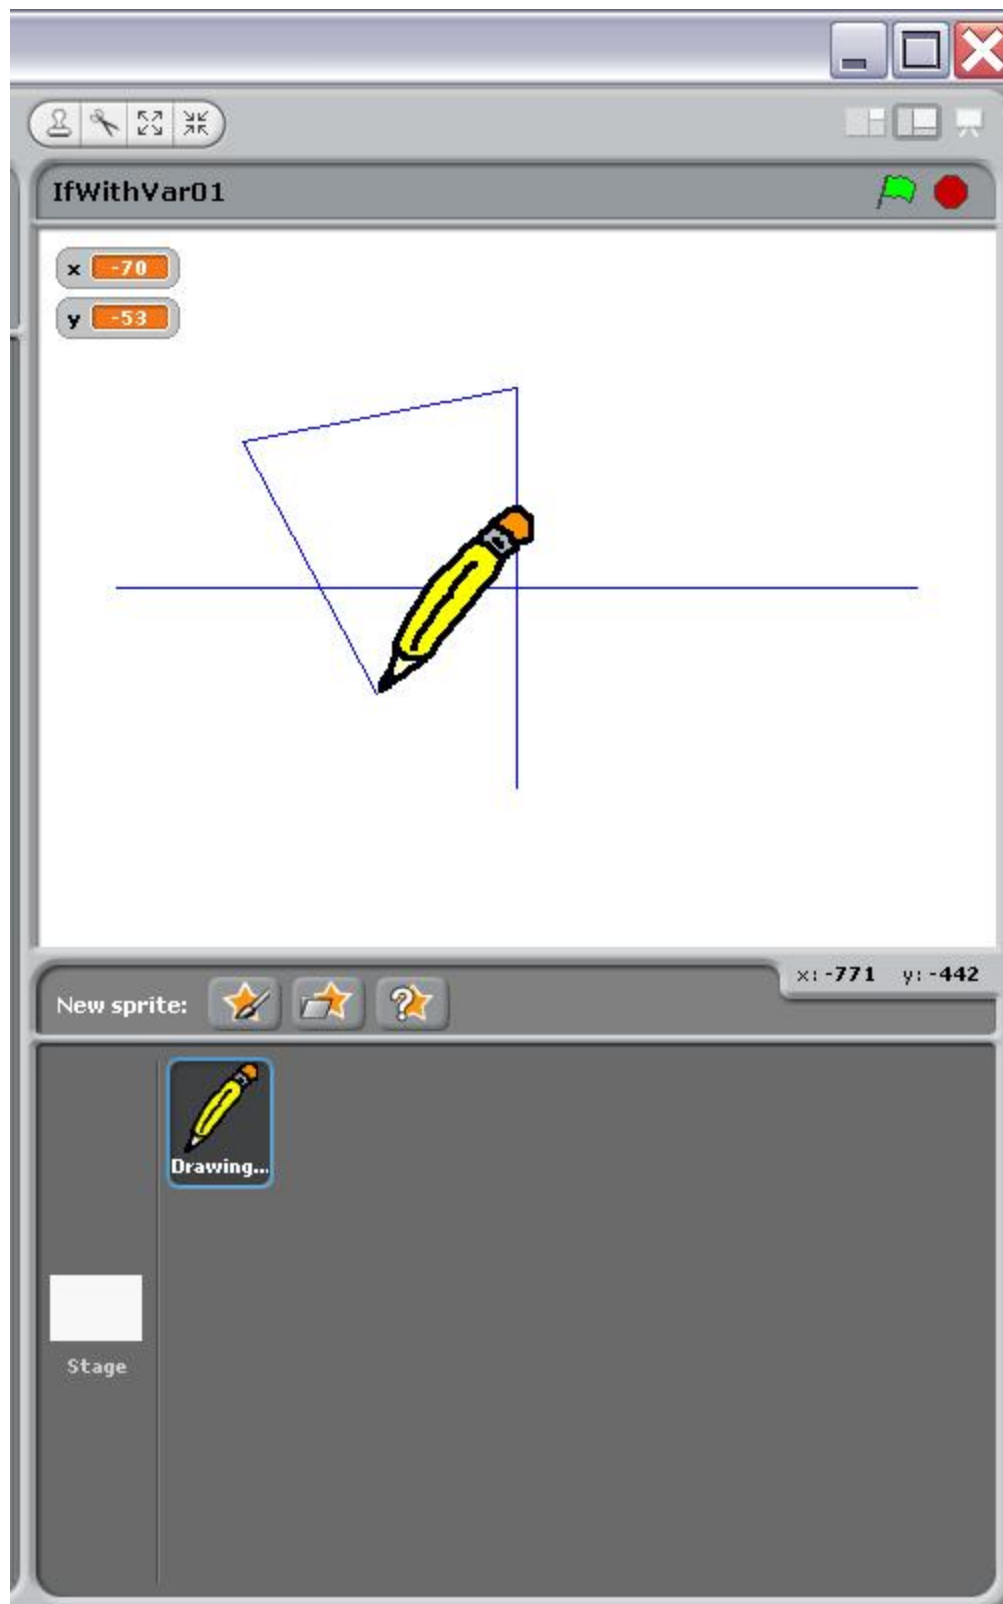 IfWithVar01
x -70
y -53
x: -771 y: -442
New sprite:
Drawing...
Stage